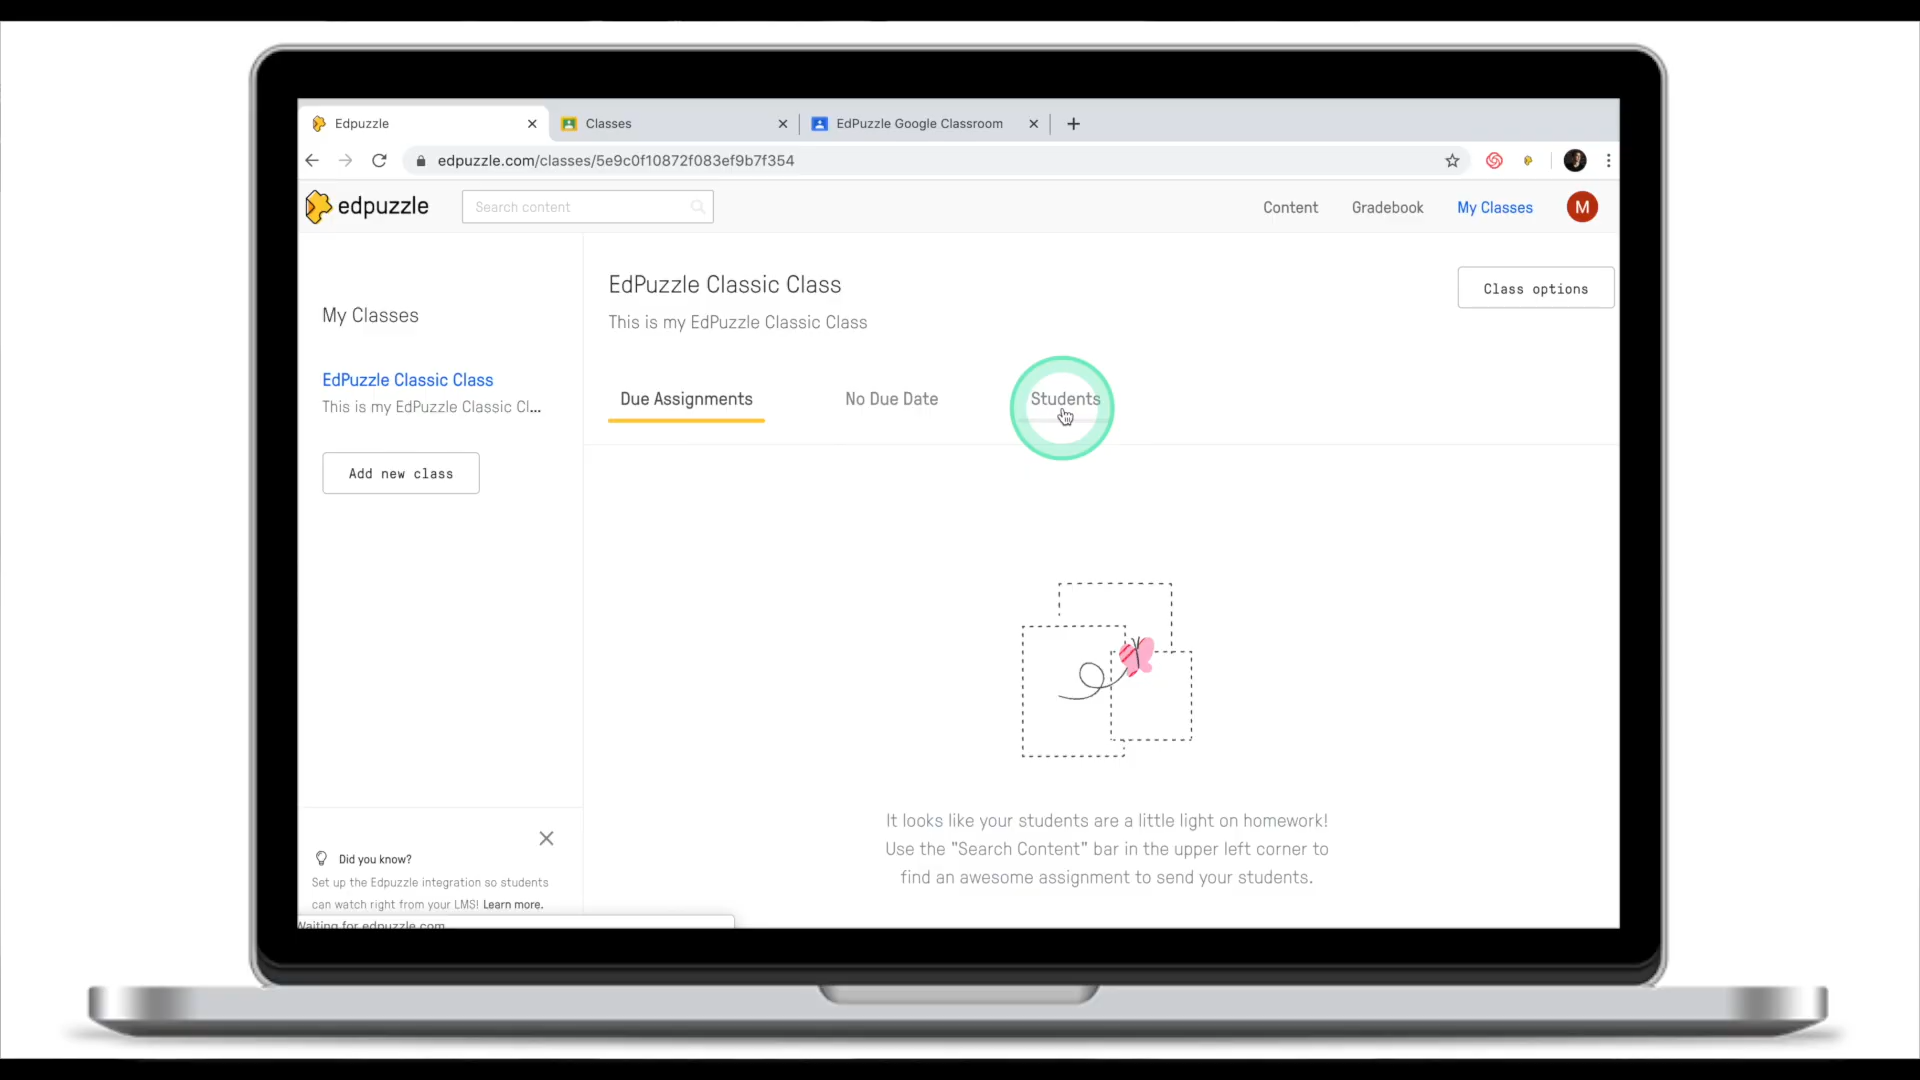 Edpuzzle
Classes
EdPuzzle Google Classroom
edpuzzle.com/classes/5e9c0f10872f083ef9b7f354
edpuzzle
Search content
Content
Gradebook
My Classes
M
My Classes
EdPuzzle Classic Class
This is my EdPuzzle Classic Cl...
Add new class
EdPuzzle Classic Class
This is my EdPuzzle Classic Class
Class options
Due Assignments
No Due Date
Students
It looks like your students are a little light on homework!
Use the "Search Content" bar in the upper left corner to
find an awesome assignment to send your students.
Did you know?
Set up the Edpuzzle integration so students
can watch right from your LMS! Learn more.
Waiting for edpuzzle.com